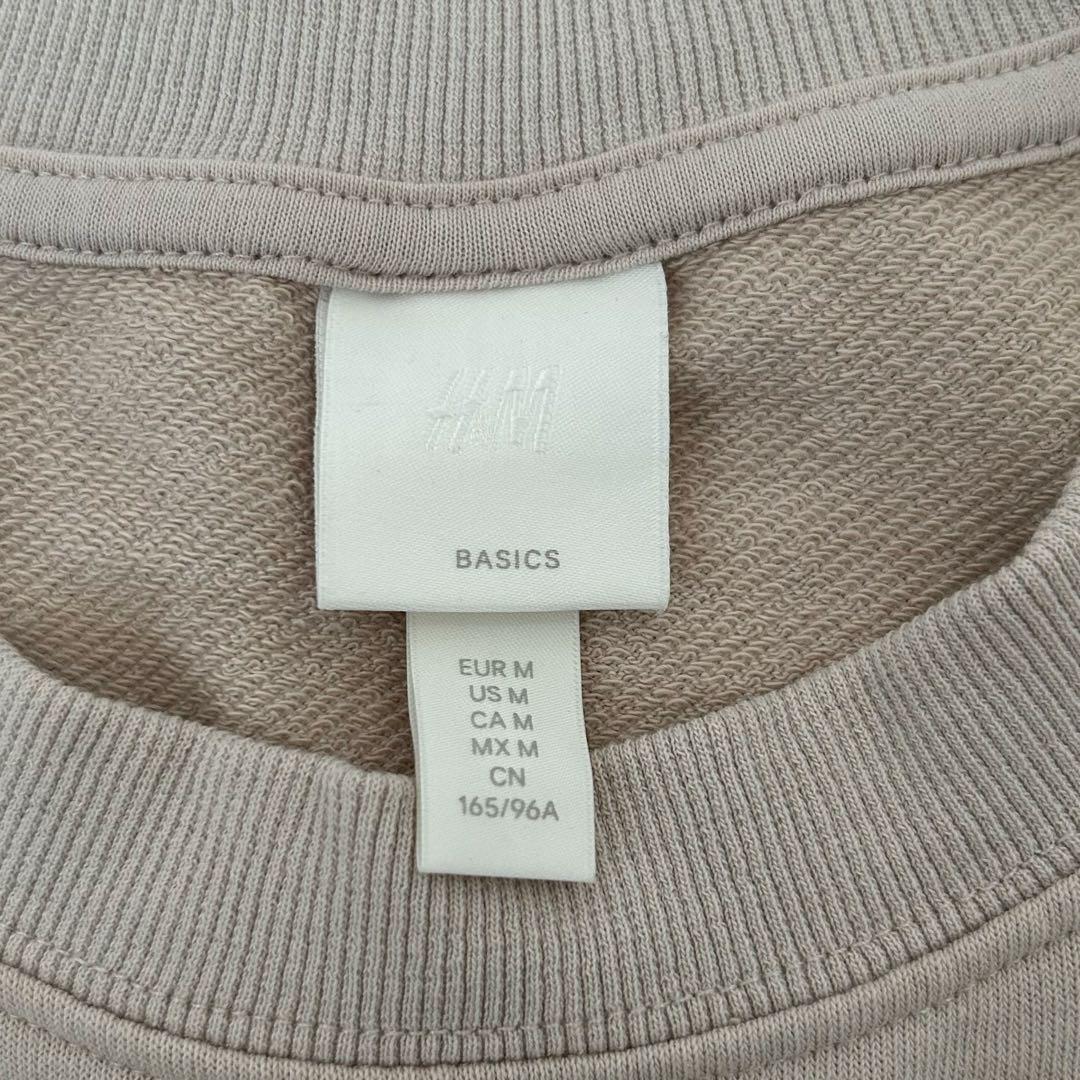 H&M
BASICS
EUR M
US M
CA M
MX M
CN
165/96A